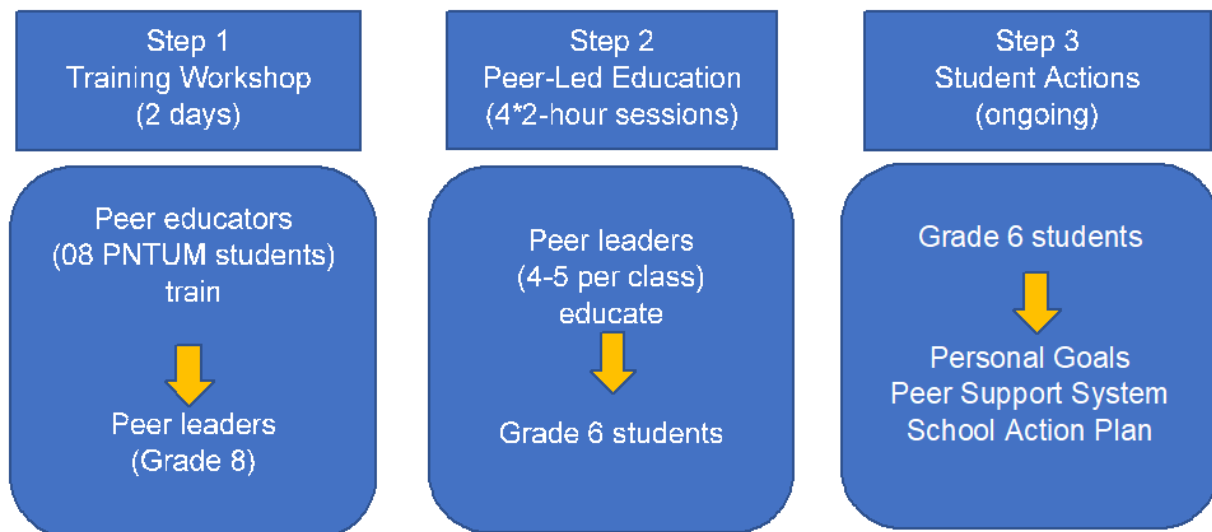 Step 1
Training Workshop
(2 days)
Peer educators
(08 PNTUM students)
train
Peer leaders
(Grade 8)
Step 2
Peer-Led Education
(4*2-hour sessions)
Peer leaders
(4-5 per class)
educate
Grade 6 students
Step 3
Student Actions
(ongoing)
Grade 6 students
Personal Goals
Peer Support System
School Action Plan